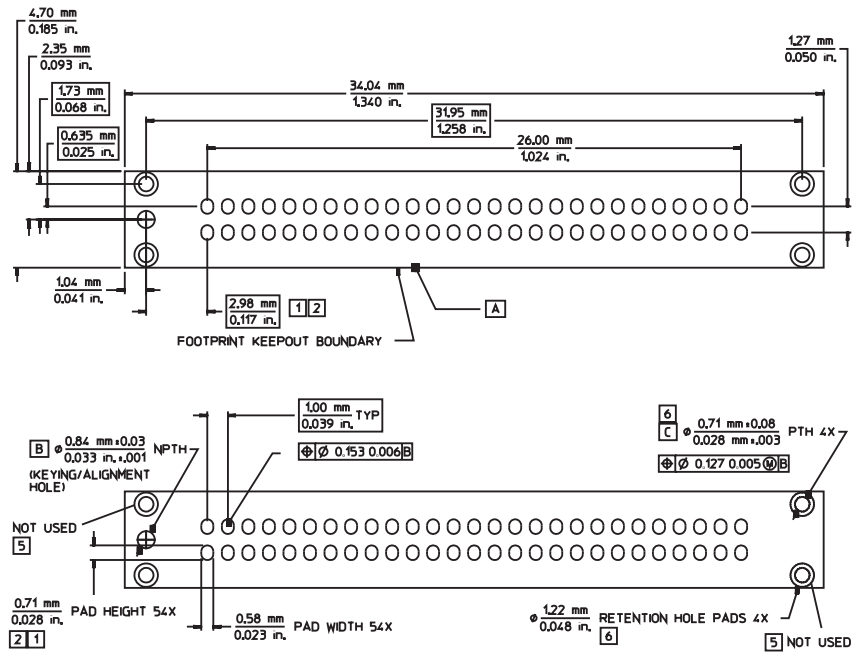 4.70 mm
0.185 in.
2.35 mm
0.093 in.
1.73 mm
0.068 in.
0.635 mm
0.025 in.
34.04 mm
1.340 in.
31.95 mm
1.258 in.
26.00 mm
1.024 in.
1.27 mm
0.050 in.
1.04 mm
0.041 in.
2.98 mm
0.117 in.
1 2
A
FOOTPRINT KEEPOUT BOUNDARY
1.00 mm
0.039 in.
TYP
⌖ Ø 0.153 0.006 B
B ø 0.84 mm±0.03
0.033 in.±.001
NPTH
(KEYING/ALIGNMENT
HOLE)
6
C ø 0.71 mm±0.08
0.028 mm±.003
PTH 4X
⌖ Ø 0.127 0.005 Ⓜ B
NOT USED
5
0.71 mm
0.028 in.
PAD HEIGHT 54X
2 1
0.58 mm
0.023 in.
PAD WIDTH 54X
ø 1.22 mm
0.048 in.
RETENTION HOLE PADS 4X
6
5 NOT USED